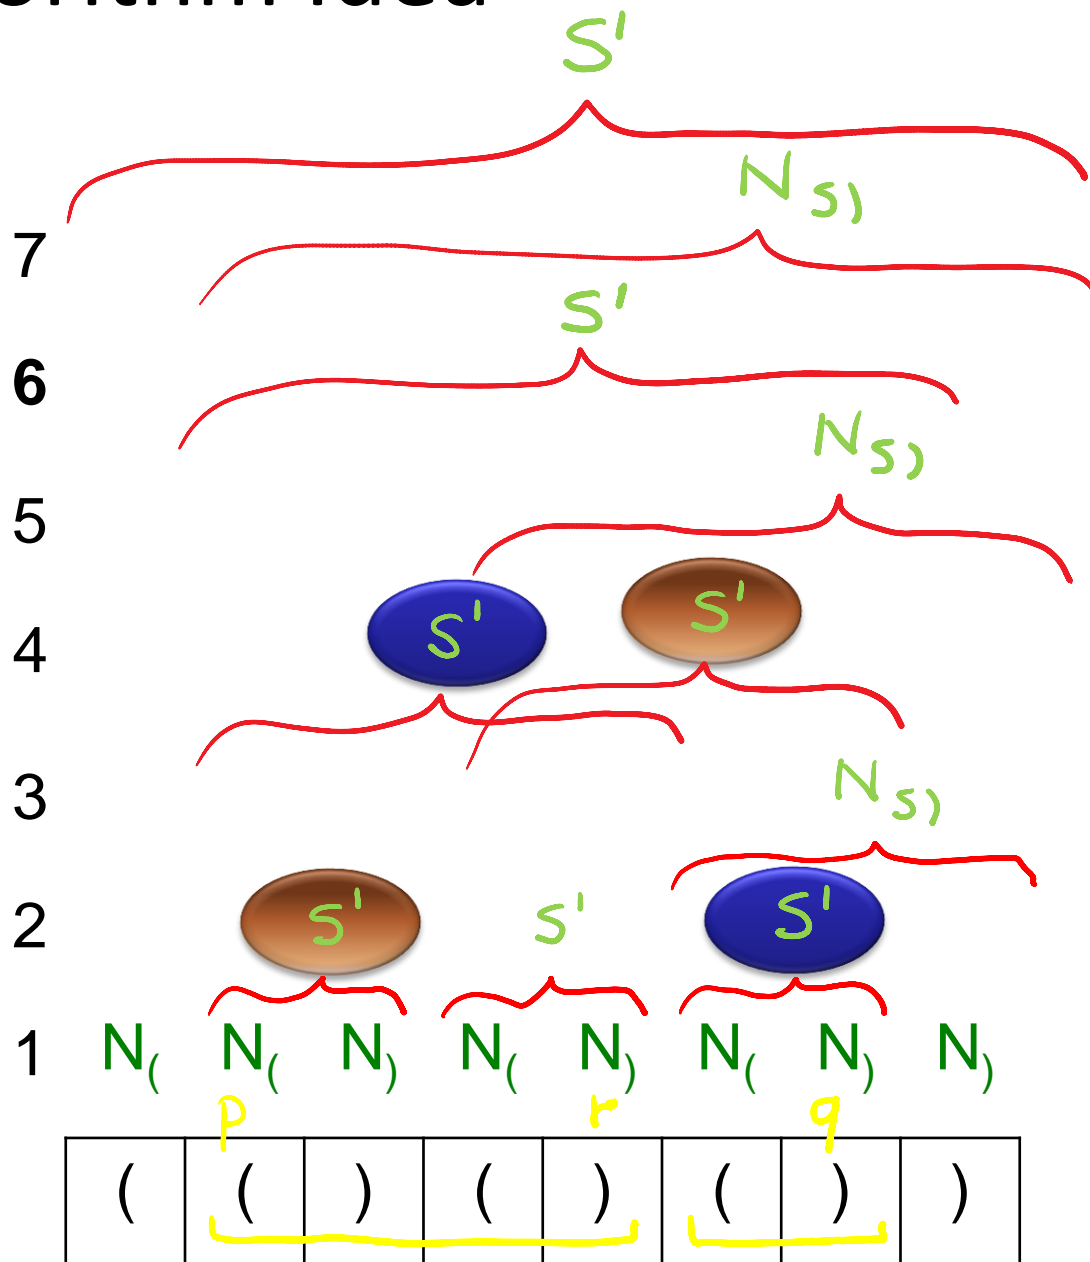 S'
N S)
7
S'
6
N S)
5
S' S'
4
N S)
3
2 S' S' S'
1 N( N( N) N( N) N( N) N)
p r q
( ( ) ( ) ( ) )